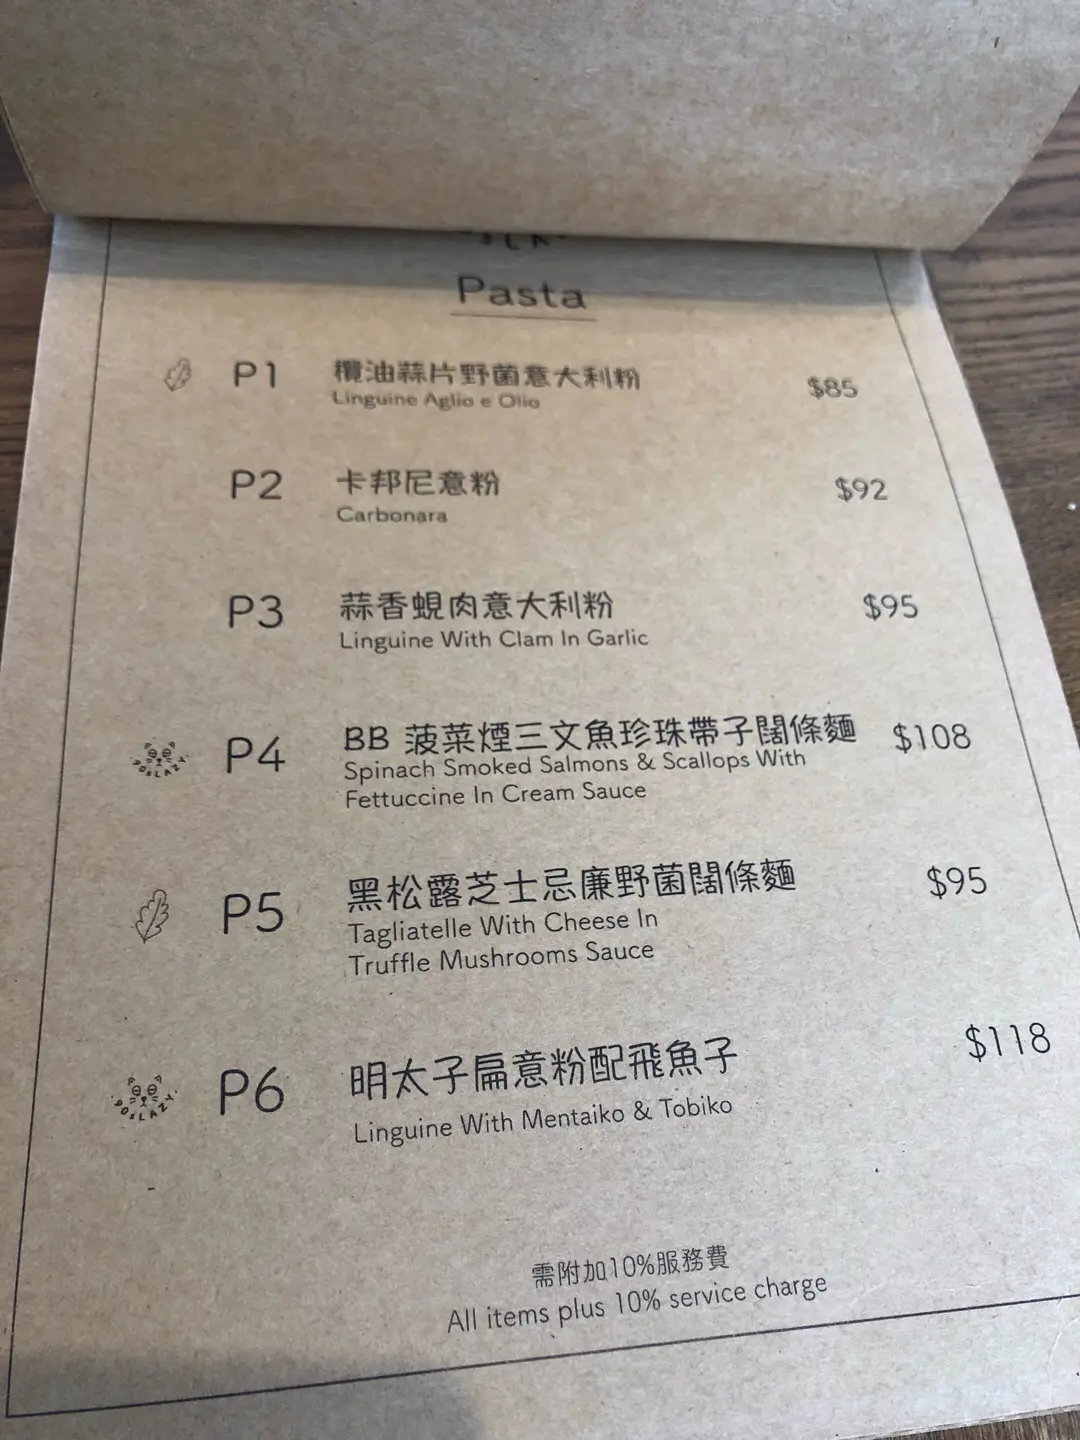 Pasta
P1 欖油蒜片野菌意大利粉 $85
Linguine Aglio e Olio
P2 卡邦尼意粉 $92
Carbonara
P3 蒜香蜆肉意大利粉 $95
Linguine With Clam In Garlic
P4 BB 菠菜煙三文魚珍珠帶子闊條麵 $108
Spinach Smoked Salmons & Scallops With
Fettuccine In Cream Sauce
P5 黑松露芝士忌廉野菌闊條麵 $95
Tagliatelle With Cheese In
Truffle Mushrooms Sauce
P6 明太子扁意粉配飛魚子 $118
Linguine With Mentaiko & Tobiko
需附加10%服務費
All items plus 10% service charge